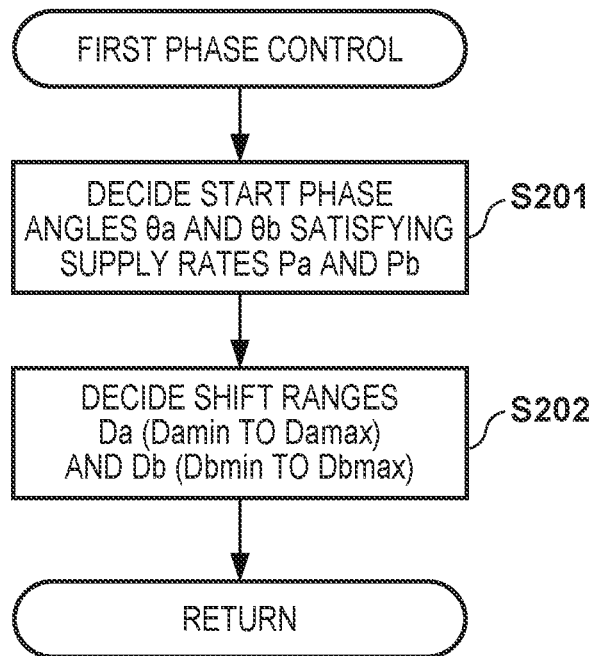 FIRST PHASE CONTROL
DECIDE START PHASE
ANGLES θa AND θb SATISFYING
SUPPLY RATES Pa AND Pb
S201
DECIDE SHIFT RANGES
Da (Damin TO Damax)
AND Db (Dbmin TO Dbmax)
S202
RETURN